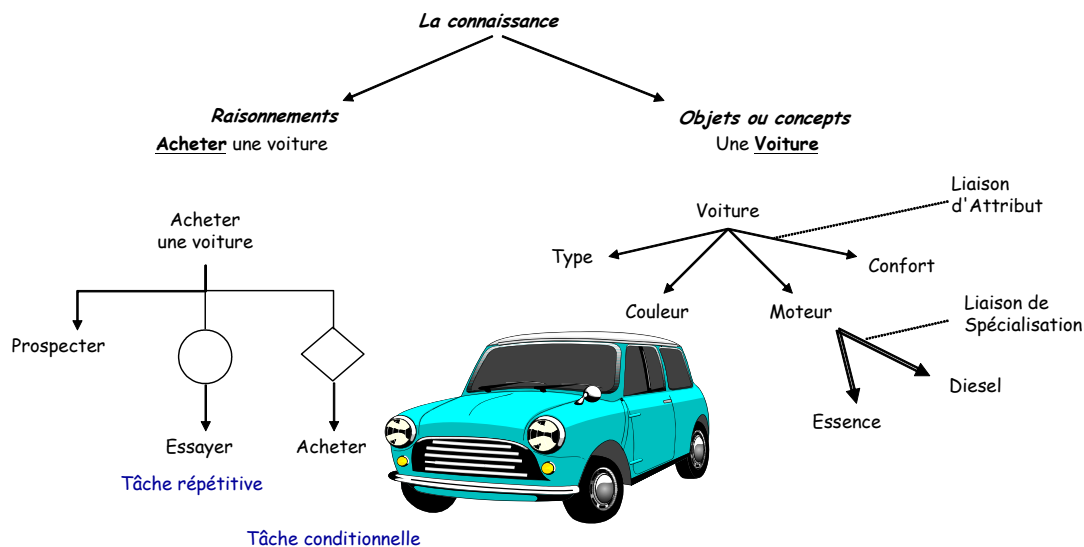 La connaissance
Raisonnements
Acheter une voiture
Objets ou concepts
Une Voiture
Acheter
une voiture
Prospecter
Essayer
Acheter
Tâche répétitive
Tâche conditionnelle
Voiture
Liaison
d'Attribut
Type
Confort
Couleur
Moteur
Liaison de
Spécialisation
Diesel
Essence